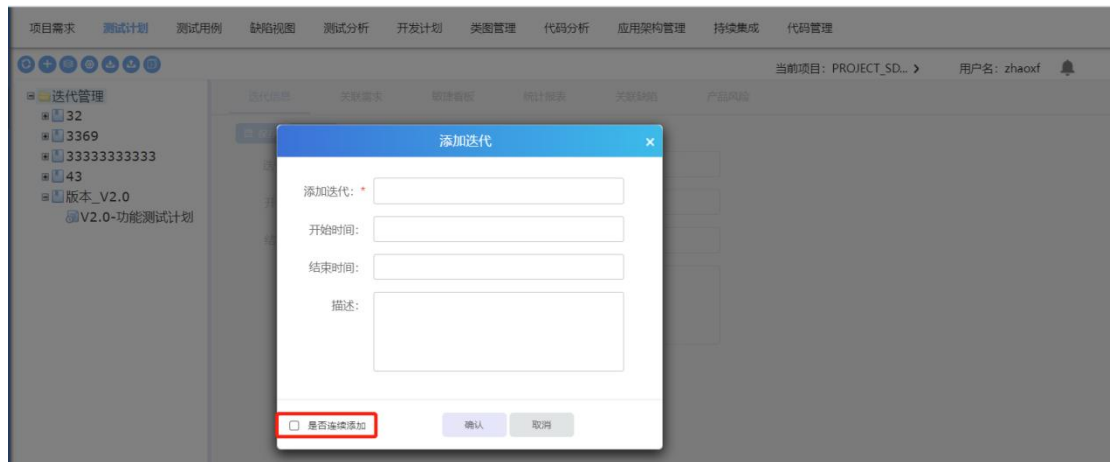 项目需求 测试计划 测试用例 缺陷视图 测试分析 开发计划 类图管理 代码分析 应用架构管理 持续集成 代码管理
当前项目：PROJECT_SD... 用户名：zhaoxf
迭代管理
32
3369
33333333333
43
版本_V2.0
V2.0-功能测试计划
迭代信息 关联需求 敏捷看板 统计报表 关联缺陷 产品风险
添加迭代 ×
添加迭代：*
开始时间：
结束时间：
描述：
是否连续添加 确认 取消